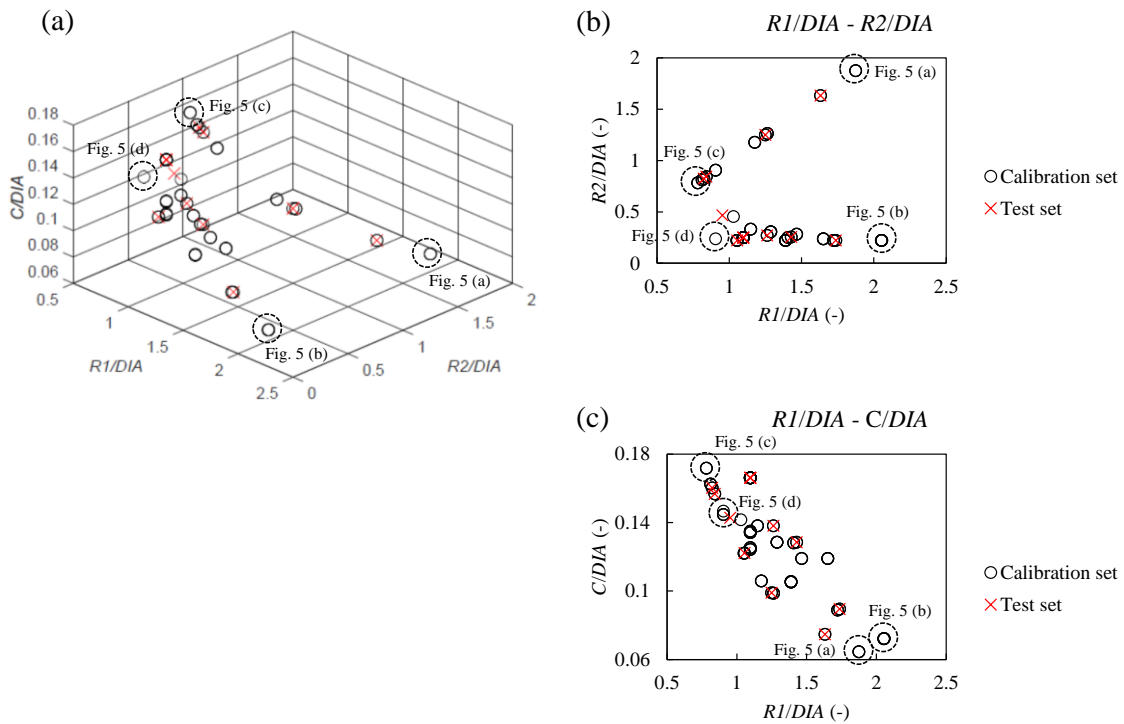 (a)
C/DIA
0.18
0.16
0.14
0.12
0.1
0.08
0.06
0.5
1
1.5
2
2.5
R1/DIA
0
0.5
1
1.5
2
R2/DIA
Fig. 5 (c)
Fig. 5 (d)
Fig. 5 (a)
Fig. 5 (b)
(b)
R1/DIA - R2/DIA
R2/DIA (-)
2
1.5
1
0.5
0
0.5 1 1.5 2 2.5
R1/DIA (-)
Fig. 5 (a)
Fig. 5 (c)
Fig. 5 (b)
Fig. 5 (d)
Calibration set
Test set
(c)
R1/DIA - C/DIA
C/DIA (-)
0.18
0.14
0.1
0.06
0.5 1 1.5 2 2.5
R1/DIA (-)
Fig. 5 (c)
Fig. 5 (d)
Fig. 5 (b)
Fig. 5 (a)
Calibration set
Test set